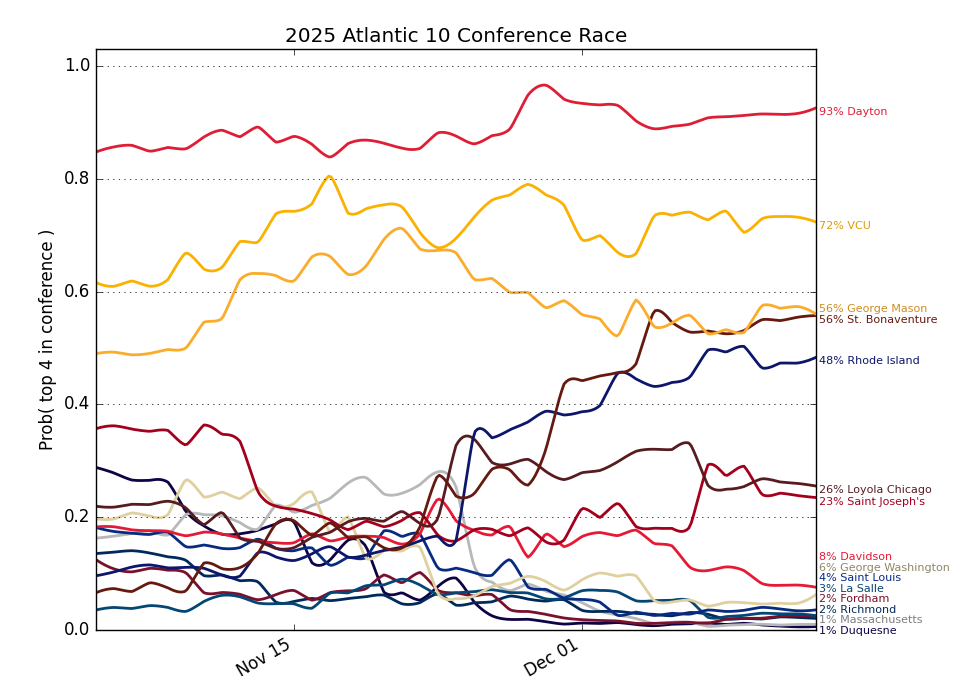 2025 Atlantic 10 Conference Race
Prob( top 4 in conference )
1.0
0.8
0.6
0.4
0.2
0.0
Nov 15
Dec 01
93% Dayton
72% VCU
56% George Mason
56% St. Bonaventure
48% Rhode Island
26% Loyola Chicago
23% Saint Joseph's
8% Davidson
6% George Washington
4% Saint Louis
3% La Salle
2% Fordham
2% Richmond
1% Massachusetts
1% Duquesne